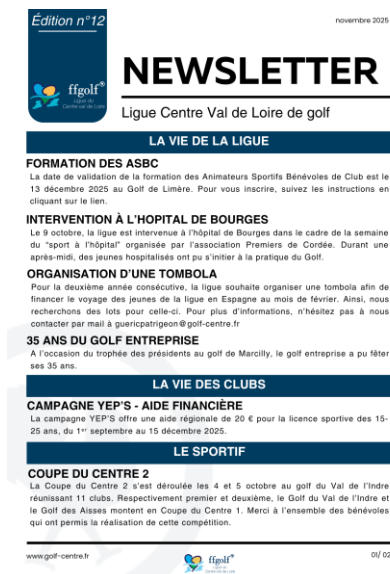 Édition n°12
novembre 2025
ffgolf®
Ligue du
Centre-val de Loire
NEWSLETTER
Ligue Centre Val de Loire de golf
LA VIE DE LA LIGUE
FORMATION DES ASBC
La date de validation de la formation des Animateurs Sportifs Bénévoles de Club est le
13 décembre 2025 au Golf de Limère. Pour vous inscrire, suivez les instructions en
cliquant sur le lien.
INTERVENTION À L'HOPITAL DE BOURGES
Le 9 octobre, la ligue est intervenue à l'hôpital de Bourges dans le cadre de la semaine
du "sport à l'hôpital" organisée par l'association Premiers de Cordée. Durant une
après-midi, des jeunes hospitalisés ont pu s'initier à la pratique du Golf.
ORGANISATION D'UNE TOMBOLA
Pour la deuxième année consécutive, la ligue souhaite organiser une tombola afin de
financer le voyage des jeunes de la ligue en Espagne au mois de février. Ainsi, nous
recherchons des lots pour celle-ci. Pour plus d'informations, n'hésitez pas à nous
contacter par mail à guericpatrigeon@golf-centre.fr
35 ANS DU GOLF ENTREPRISE
A l'occasion du trophée des présidents au golf de Marcilly, le golf entreprise a pu fêter
ses 35 ans.
LA VIE DES CLUBS
CAMPAGNE YEP'S - AIDE FINANCIÈRE
La campagne YEP'S offre une aide régionale de 20 € pour la licence sportive des 15-
25 ans, du 1er septembre au 15 décembre 2025.
LE SPORTIF
COUPE DU CENTRE 2
La Coupe du Centre 2 s'est déroulée les 4 et 5 octobre au golf du Val de l'Indre
réunissant 11 clubs. Respectivement premier et deuxième, le Golf du Val de l'Indre et
le Golf des Aisses montent en Coupe du Centre 1. Merci à l'ensemble des bénévoles
qui ont permis la réalisation de cette compétition.
www.golf-centre.fr
ffgolf®
01/ 02